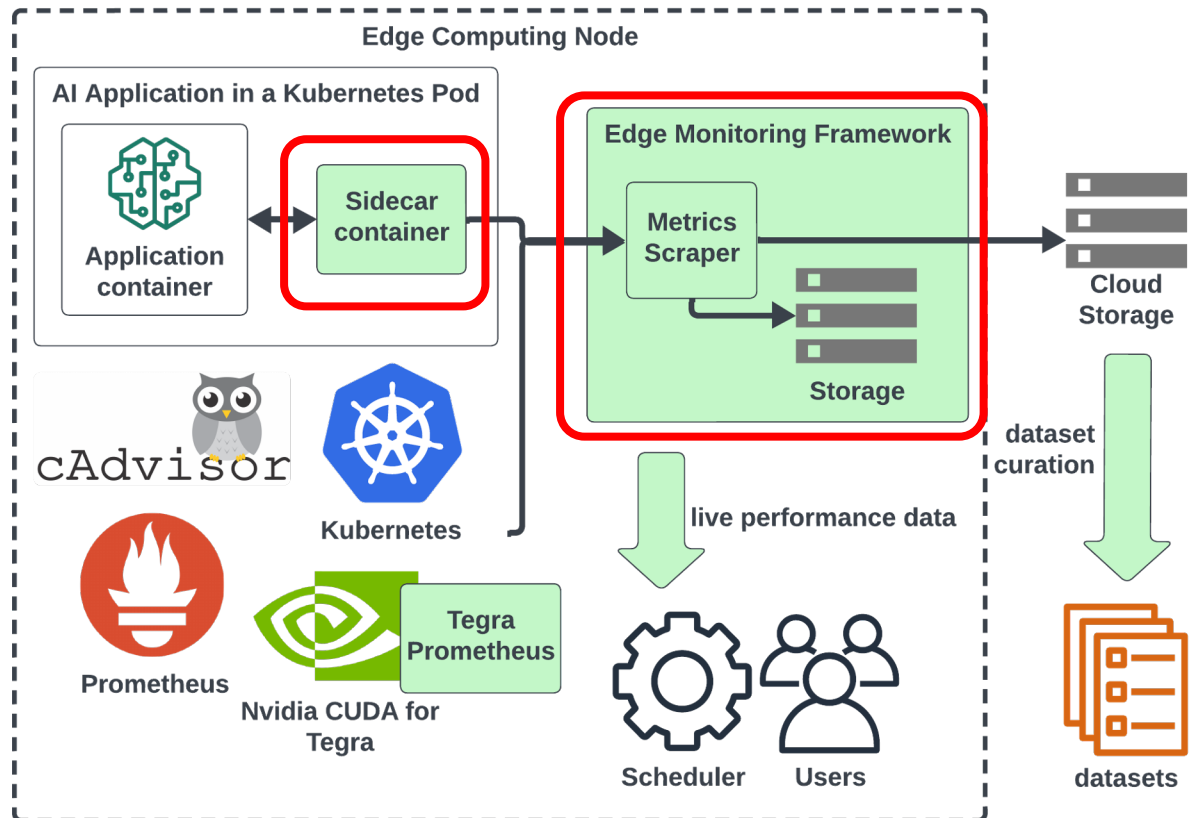 Edge Computing Node
AI Application in a Kubernetes Pod
Application
container
Sidecar
container
Edge Monitoring Framework
Metrics
Scraper
Storage
Cloud
Storage
cAdvisor
Kubernetes
Prometheus
Tegra
Prometheus
Nvidia CUDA for
Tegra
live performance data
dataset
curation
Scheduler
Users
datasets